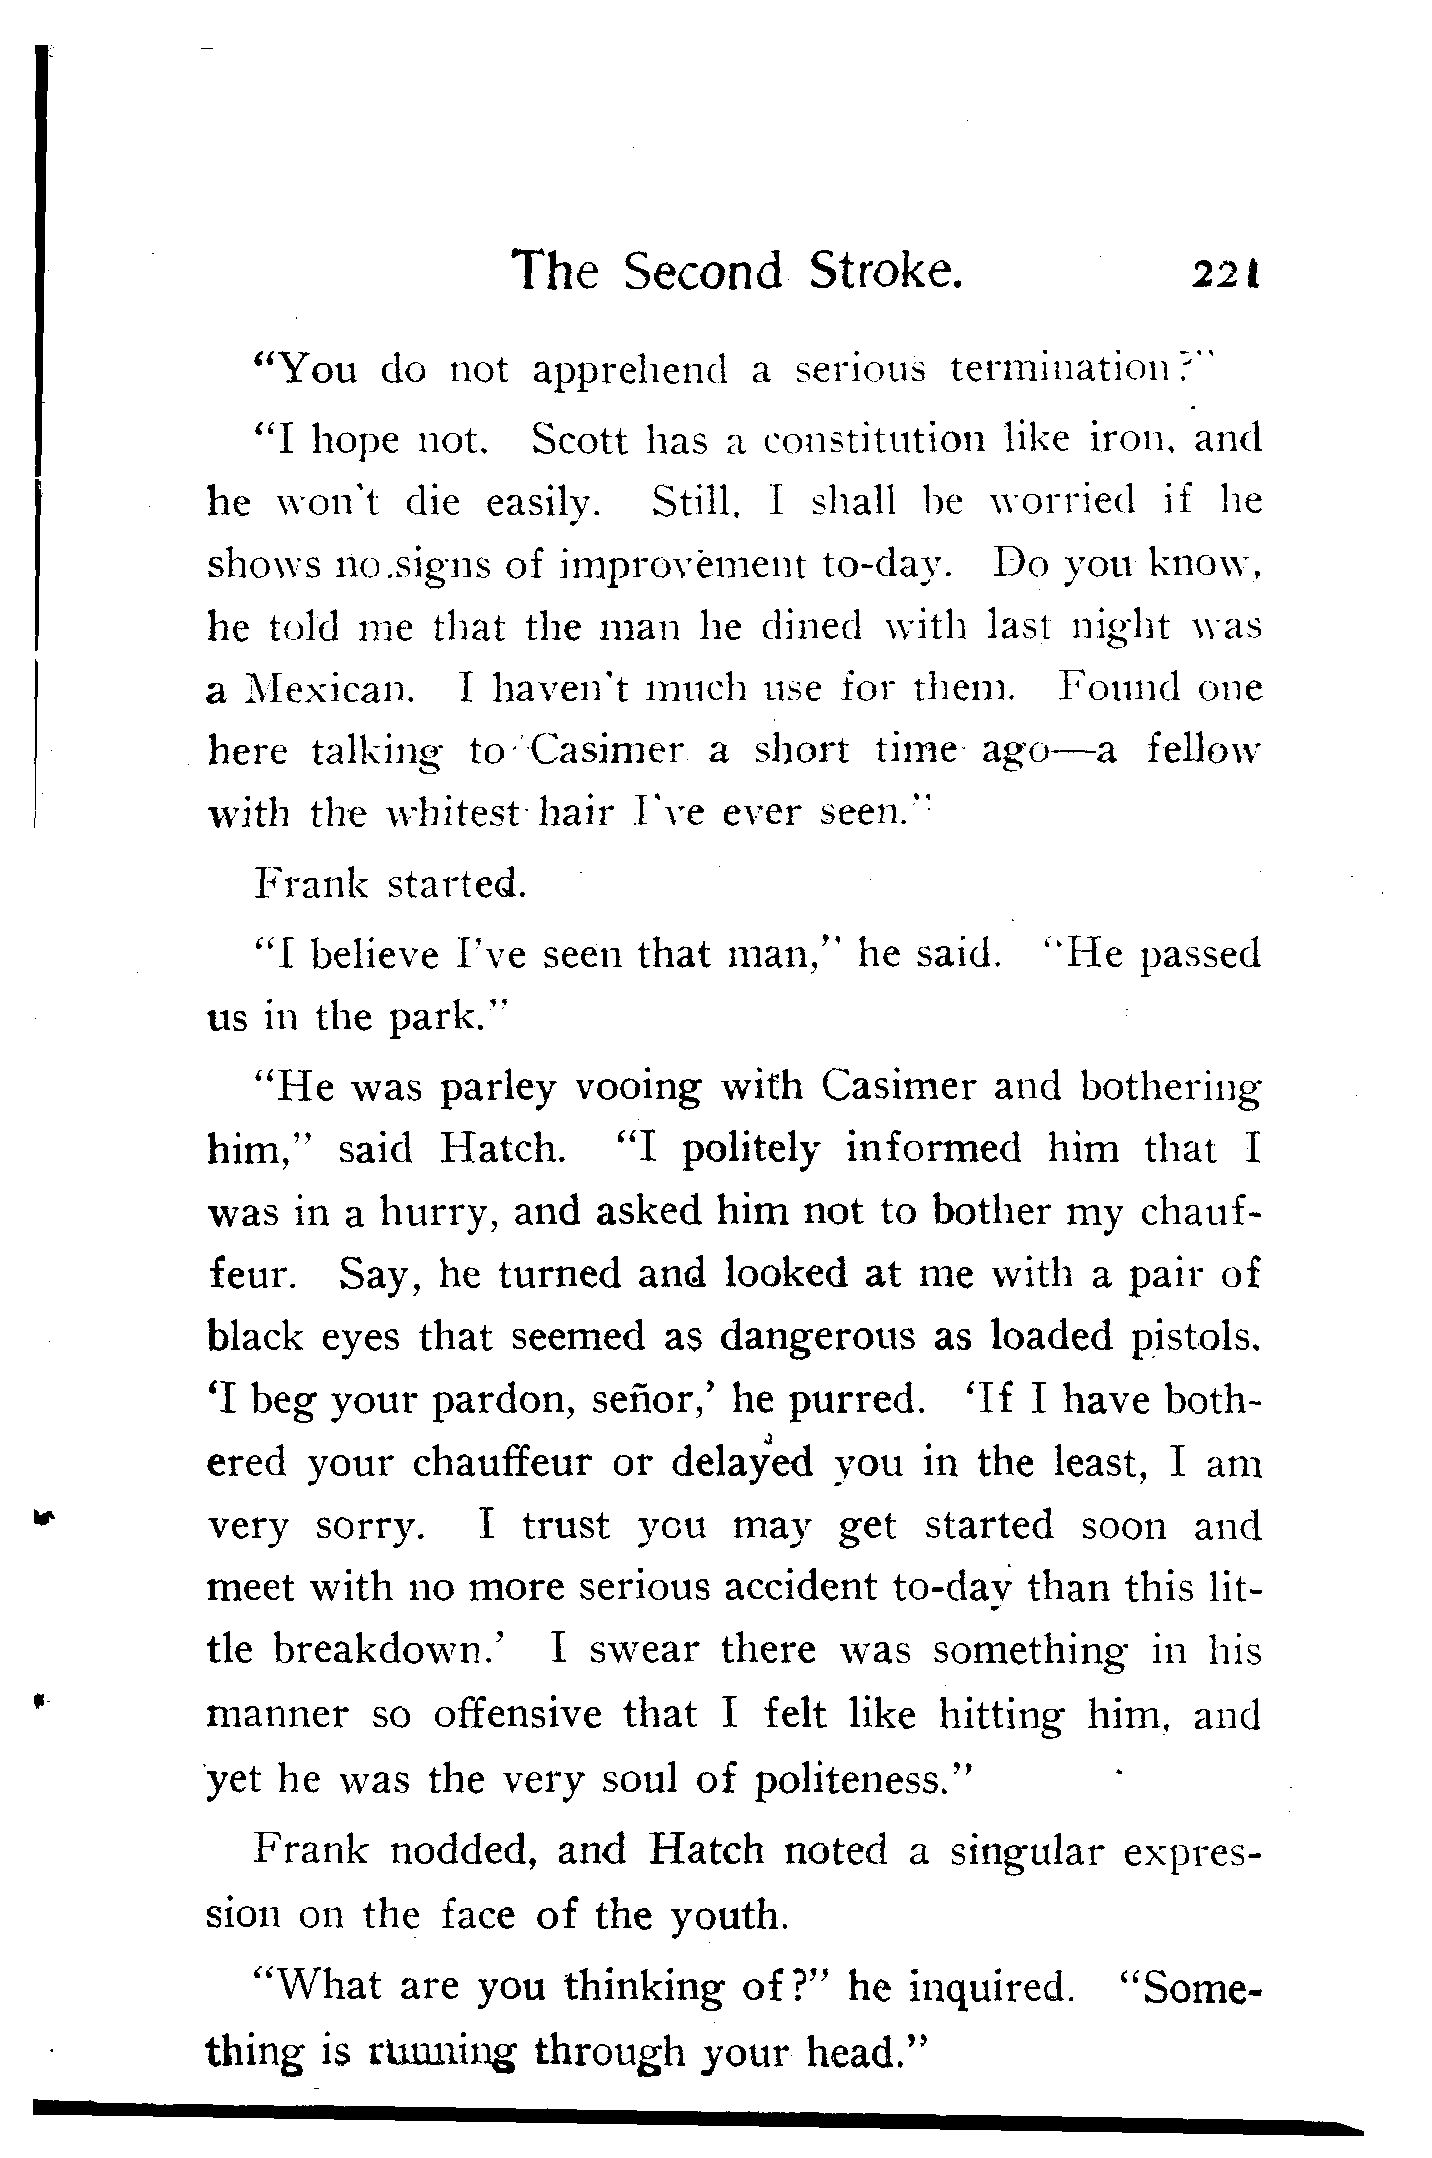 The Second Stroke. 221
“You do not apprehend a serious termination?”
“I hope not. Scott has a constitution like iron, and
he won't die easily. Still, I shall be worried if he
shows no signs of improvement to-day. Do you know,
he told me that the man he dined with last night was
a Mexican. I haven't much use for them. Found one
here talking to Casimer a short time ago—a fellow
with the whitest hair I've ever seen.”
Frank started.
“I believe I've seen that man,” he said. “He passed
us in the park.”
“He was parley vooing with Casimer and bothering
him,” said Hatch. “I politely informed him that I
was in a hurry, and asked him not to bother my chauf-
feur. Say, he turned and looked at me with a pair of
black eyes that seemed as dangerous as loaded pistols.
‘I beg your pardon, señor,’ he purred. ‘If I have both-
ered your chauffeur or delayed you in the least, I am
very sorry. I trust you may get started soon and
meet with no more serious accident to-day than this lit-
tle breakdown.’ I swear there was something in his
manner so offensive that I felt like hitting him, and
yet he was the very soul of politeness.”
Frank nodded, and Hatch noted a singular expres-
sion on the face of the youth.
“What are you thinking of?” he inquired. “Some-
thing is running through your head.”